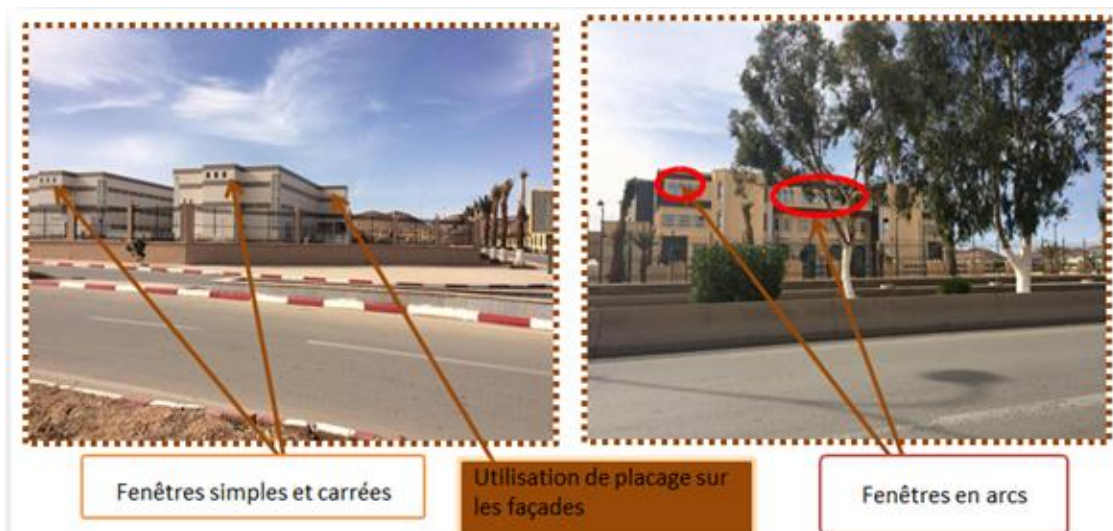 Fenêtres simples et carrées
Utilisation de placage sur
les façades
Fenêtres en arcs